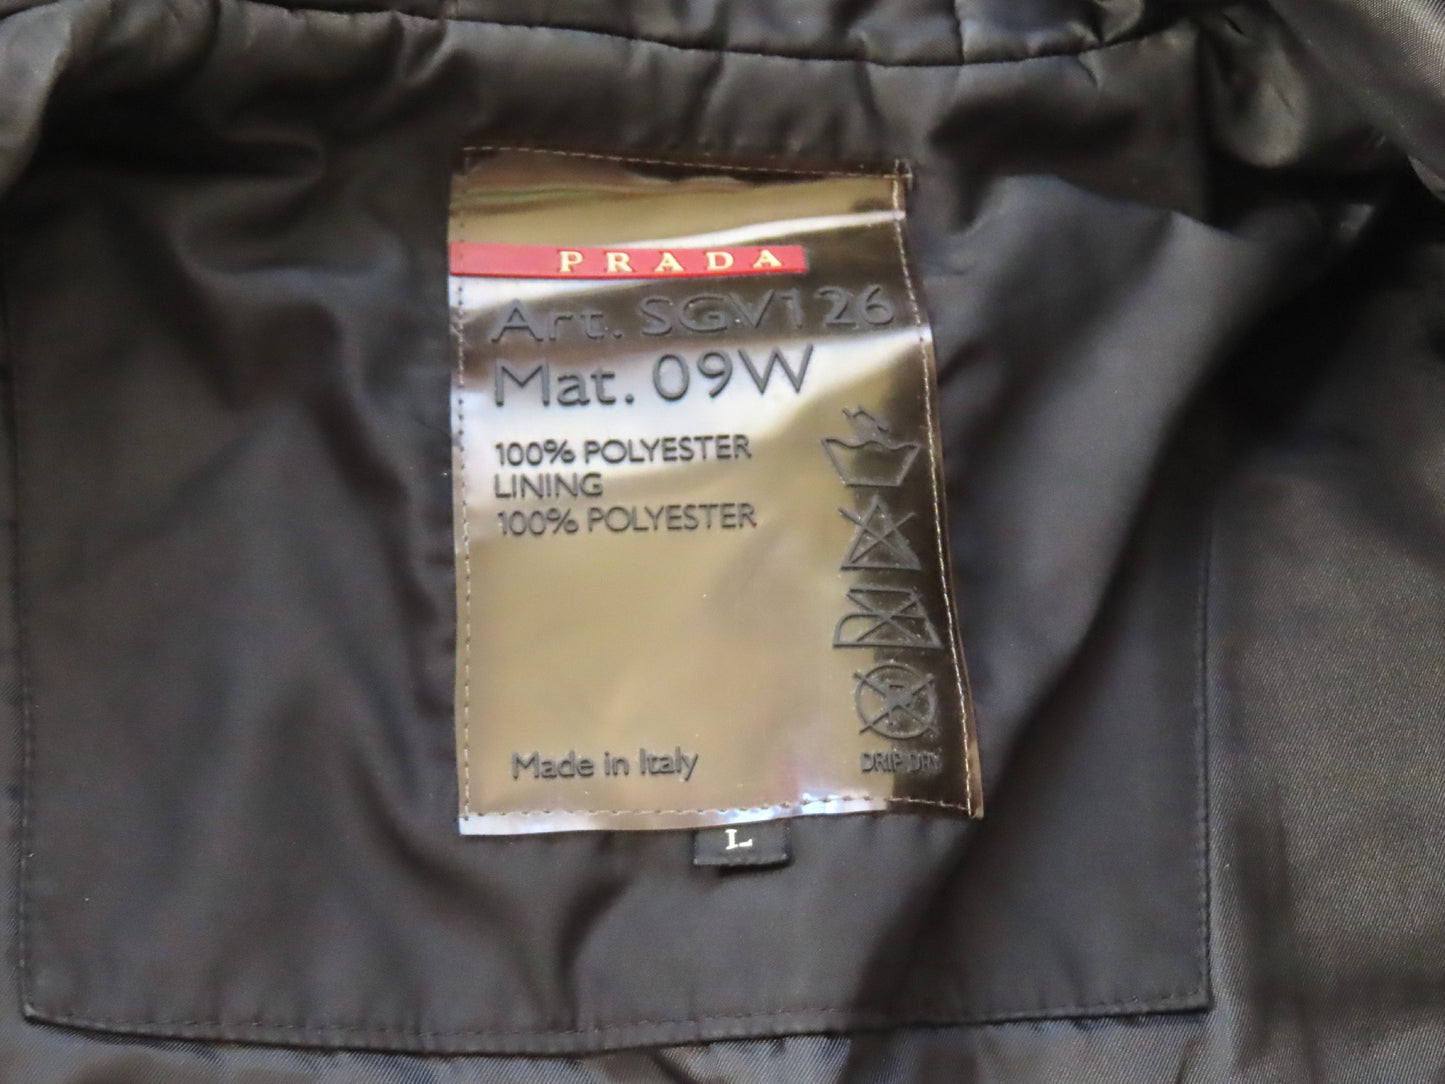 PRADA
Art. SGV126
Mat. 09W
100% POLYESTER
LINING
100% POLYESTER
Made in Italy
DRIP DRY
L